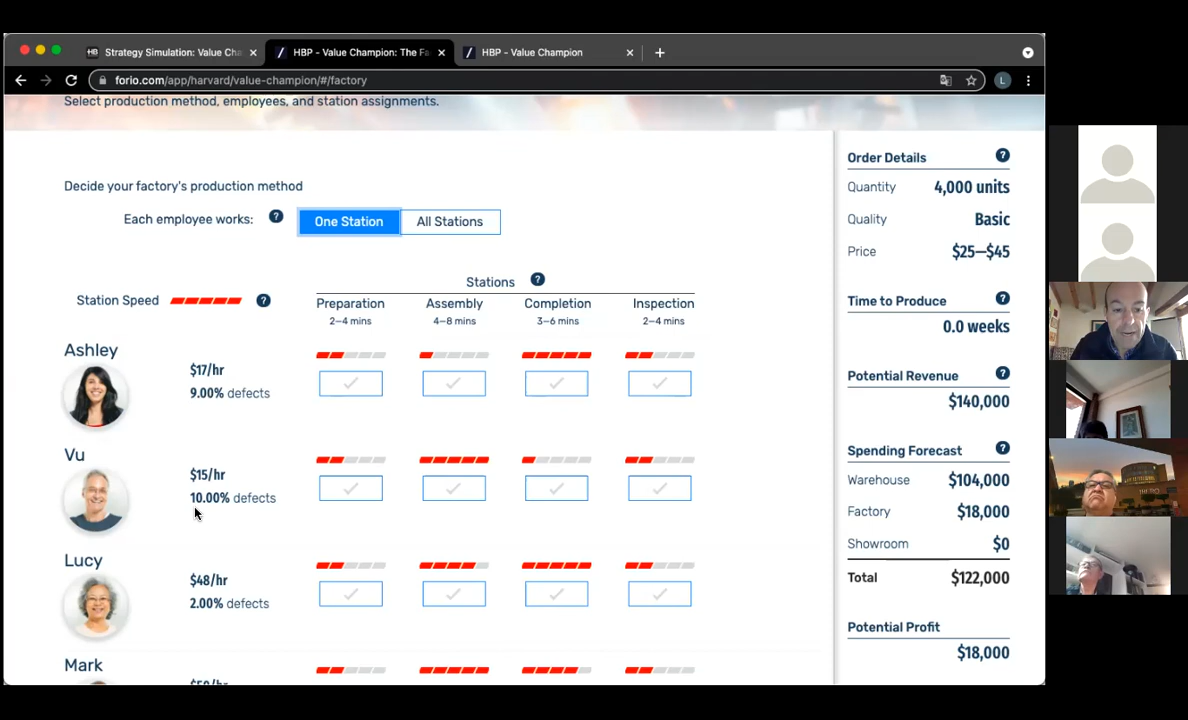 Strategy Simulation: Value Cha
HBP - Value Champion: The Fa
HBP - Value Champion
forio.com/app/harvard/value-champion/#/factory
L
Select production method, employees, and station assignments.
Decide your factory's production method
Each employee works: ? One Station All Stations
Stations ?
Station Speed ?
Preparation Assembly Completion Inspection
2–4 mins 4–8 mins 3–6 mins 2–4 mins
Ashley
$17/hr
9.00% defects
Vu
$15/hr
10.00% defects
Lucy
$48/hr
2.00% defects
Mark
Order Details ?
Quantity 4,000 units
Quality Basic
Price $25—$45
Time to Produce ?
0.0 weeks
Potential Revenue ?
$140,000
Spending Forecast ?
Warehouse $104,000
Factory $18,000
Showroom $0
Total $122,000
Potential Profit
$18,000